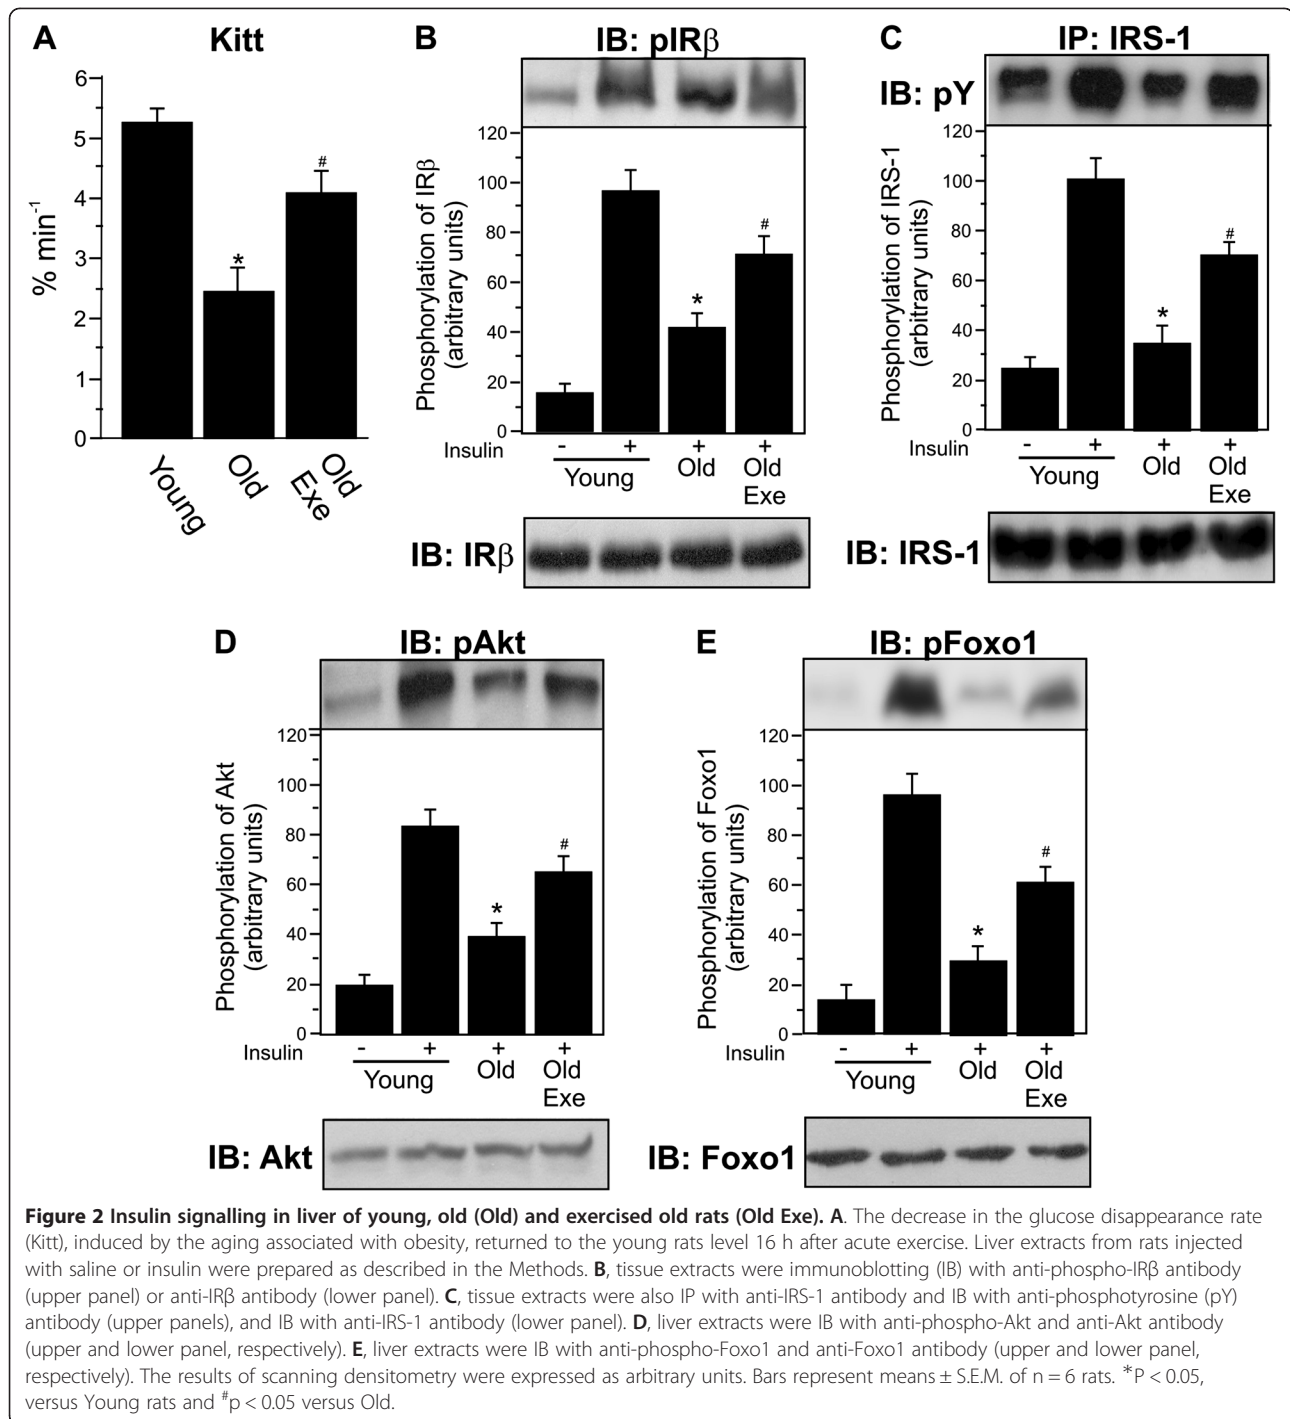 A
Kitt
% min-1
6
5
4
3
2
1
0
*
#
Young
Old
Old
Exe
B
IB: pIRβ
Phosphorylation of IRβ
(arbitrary units)
120
100
80
60
40
20
0
*
#
Insulin
- + + +
Young
Old
Old
Exe
IB: IRβ
C
IP: IRS-1
IB: pY
Phosphorylation of IRS-1
(arbitrary units)
120
100
80
60
40
20
0
*
#
- + + +
Young
Old
Old
Exe
IB: IRS-1
D
IB: pAkt
Phosphorylation of Akt
(arbitrary units)
120
100
80
60
40
20
0
*
#
Insulin
- + + +
Young
Old
Old
Exe
IB: Akt
E
IB: pFoxo1
Phosphorylation of Foxo1
(arbitrary units)
120
100
80
60
40
20
0
*
#
Insulin
- + + +
Young
Old
Old
Exe
IB: Foxo1
Figure 2 Insulin signalling in liver of young, old (Old) and exercised old rats (Old Exe). A. The decrease in the glucose disappearance rate
(Kitt), induced by the aging associated with obesity, returned to the young rats level 16 h after acute exercise. Liver extracts from rats injected
with saline or insulin were prepared as described in the Methods. B, tissue extracts were immunoblotting (IB) with anti-phospho-IRβ antibody
(upper panel) or anti-IRβ antibody (lower panel). C, tissue extracts were also IP with anti-IRS-1 antibody and IB with anti-phosphotyrosine (pY)
antibody (upper panels), and IB with anti-IRS-1 antibody (lower panel). D, liver extracts were IB with anti-phospho-Akt and anti-Akt antibody
(upper and lower panel, respectively). E, liver extracts were IB with anti-phospho-Foxo1 and anti-Foxo1 antibody (upper and lower panel,
respectively). The results of scanning densitometry were expressed as arbitrary units. Bars represent means ± S.E.M. of n = 6 rats. *P < 0.05,
versus Young rats and #p < 0.05 versus Old.